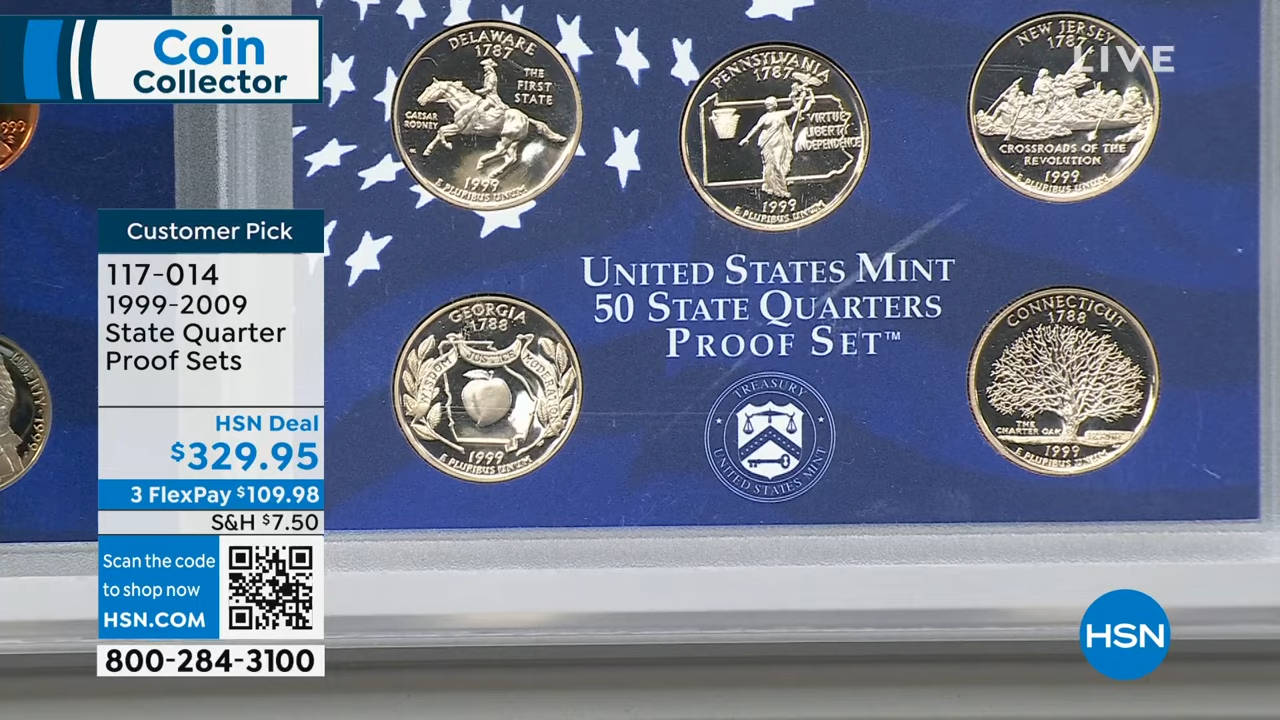 Coin
Collector
LIVE
Customer Pick
117-014
1999-2009
State Quarter
Proof Sets
HSN Deal
$329.95
3 FlexPay $109.98
S&H $7.50
Scan the code
to shop now
HSN.COM
800-284-3100
1999
S
DELAWARE
1787
THE
FIRST
STATE
CAESAR
RODNEY
1999
E PLURIBUS UNUM
PENNSYLVANIA
1787
VIRTUE
LIBERTY
INDEPENDENCE
1999
E PLURIBUS UNUM
NEW JERSEY
1787
CROSSROADS OF THE
REVOLUTION
1999
E PLURIBUS UNUM
UNITED STATES MINT
50 STATE QUARTERS
PROOF SET™
GEORGIA
1788
WISDOM
JUSTICE
MODERATION
1999
E PLURIBUS UNUM
TREASURY
UNITED STATES MINT
CONNECTICUT
1788
THE
CHARTER OAK
1999
E PLURIBUS UNUM
HSN